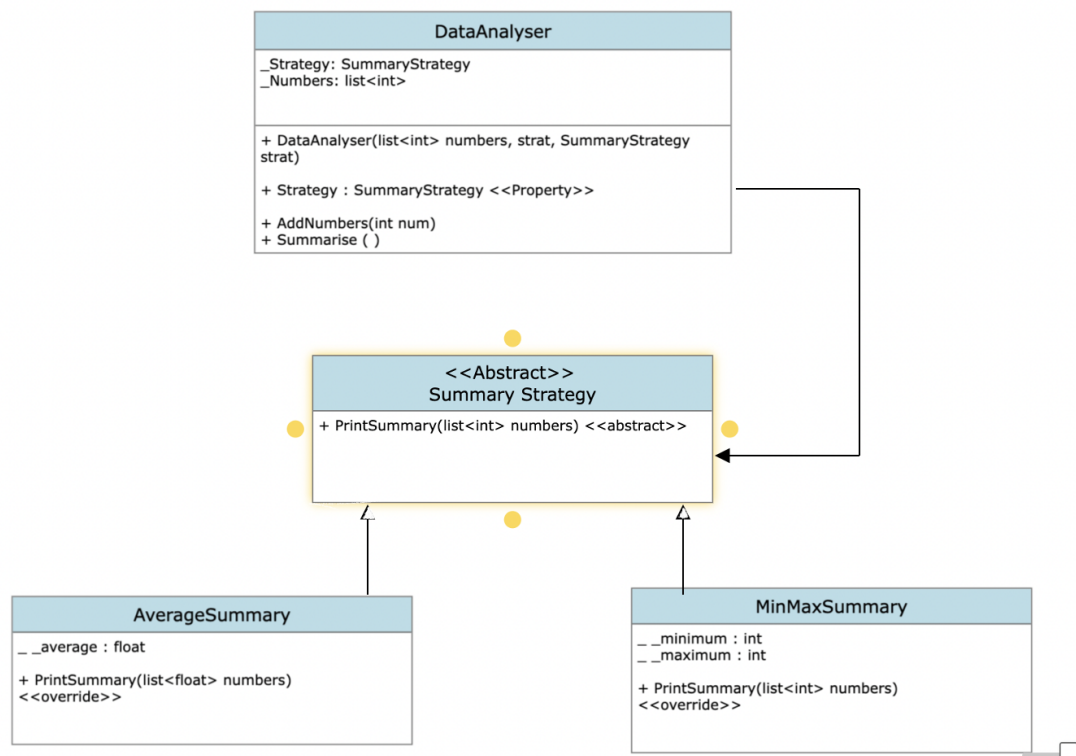 DataAnalyser
_Strategy: SummaryStrategy
_Numbers: list<int>
+ DataAnalyser(list<int> numbers, strat, SummaryStrategy
strat)
+ Strategy : SummaryStrategy <<Property>>
+ AddNumbers(int num)
+ Summarise ( )
<<Abstract>>
Summary Strategy
+ PrintSummary(list<int> numbers) <<abstract>>
AverageSummary
_ _average : float
+ PrintSummary(list<float> numbers)
<<override>>
MinMaxSummary
_ _minimum : int
_ _maximum : int
+ PrintSummary(list<int> numbers)
<<override>>